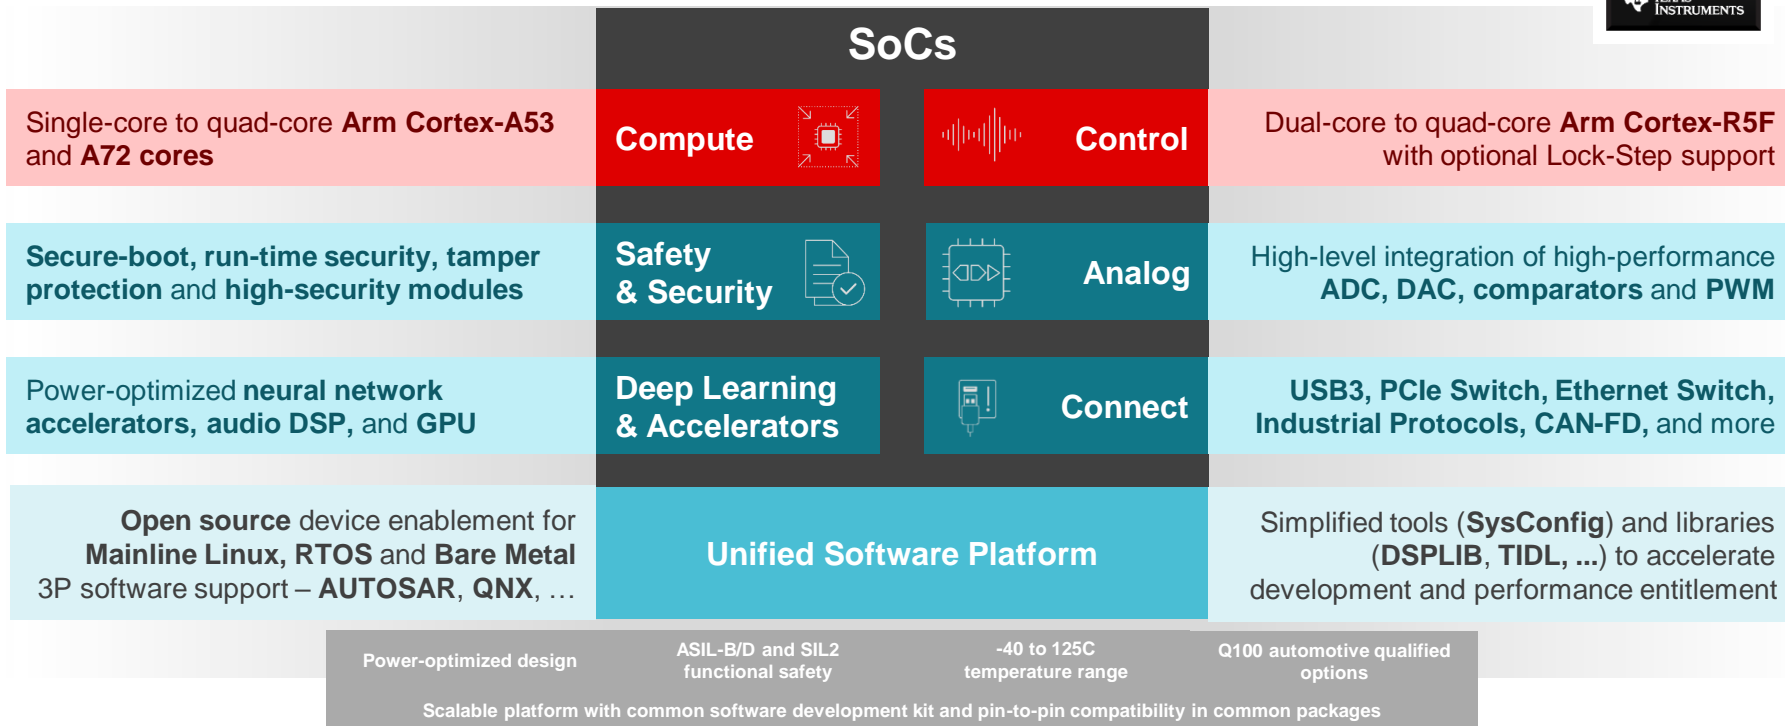 INSTRUMENTS
SoCs
Single-core to quad-core Arm Cortex-A53
and A72 cores
Compute
Control
Dual-core to quad-core Arm Cortex-R5F
with optional Lock-Step support
Secure-boot, run-time security, tamper
protection and high-security modules
Safety
& Security
Analog
High-level integration of high-performance
ADC, DAC, comparators and PWM
Power-optimized neural network
accelerators, audio DSP, and GPU
Deep Learning
& Accelerators
Connect
USB3, PCIe Switch, Ethernet Switch,
Industrial Protocols, CAN-FD, and more
Open source device enablement for
Mainline Linux, RTOS and Bare Metal
3P software support – AUTOSAR, QNX, …
Unified Software Platform
Simplified tools (SysConfig) and libraries
(DSPLIB, TIDL, ...) to accelerate
development and performance entitlement
Power-optimized design
ASIL-B/D and SIL2
functional safety
-40 to 125C
temperature range
Q100 automotive qualified
options
Scalable platform with common software development kit and pin-to-pin compatibility in common packages